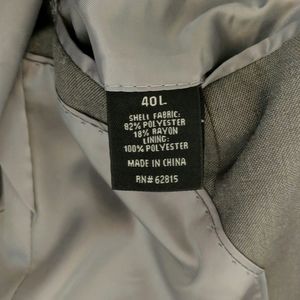 40L
SHELL FABRIC:
82% POLYESTER
18% RAYON
LINING:
100% POLYESTER
MADE IN CHINA
RN# 62815